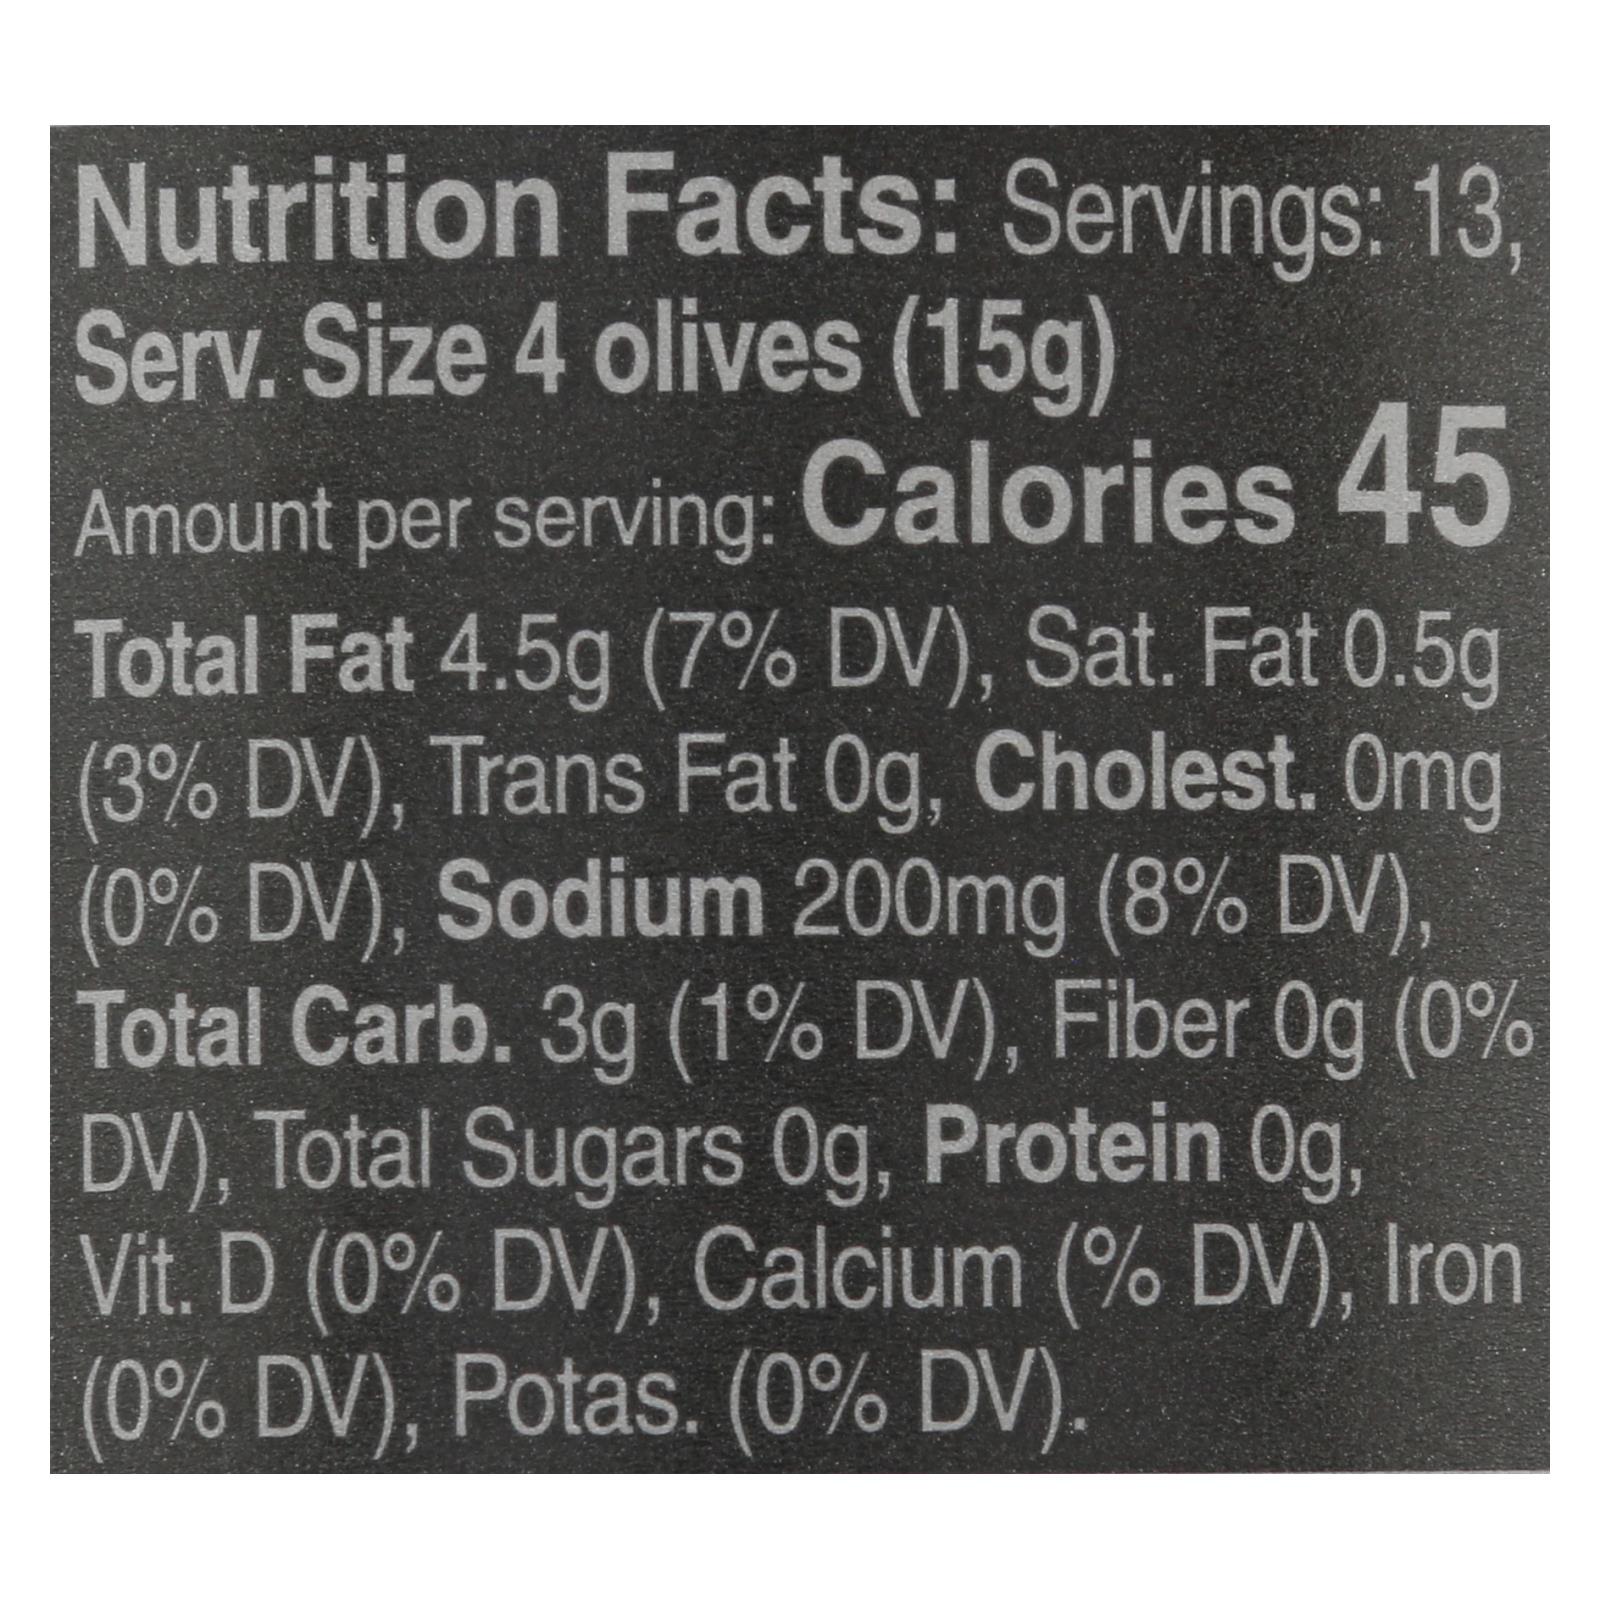 Nutrition Facts: Servings: 13,
Serv. Size 4 olives (15g)
Amount per serving: Calories 45
Total Fat 4.5g (7% DV), Sat. Fat 0.5g
(3% DV), Trans Fat 0g, Cholest. 0mg
(0% DV), Sodium 200mg (8% DV),
Total Carb. 3g (1% DV), Fiber 0g (0%
DV), Total Sugars 0g, Protein 0g,
Vit. D (0% DV), Calcium (% DV), Iron
(0% DV), Potas. (0% DV).